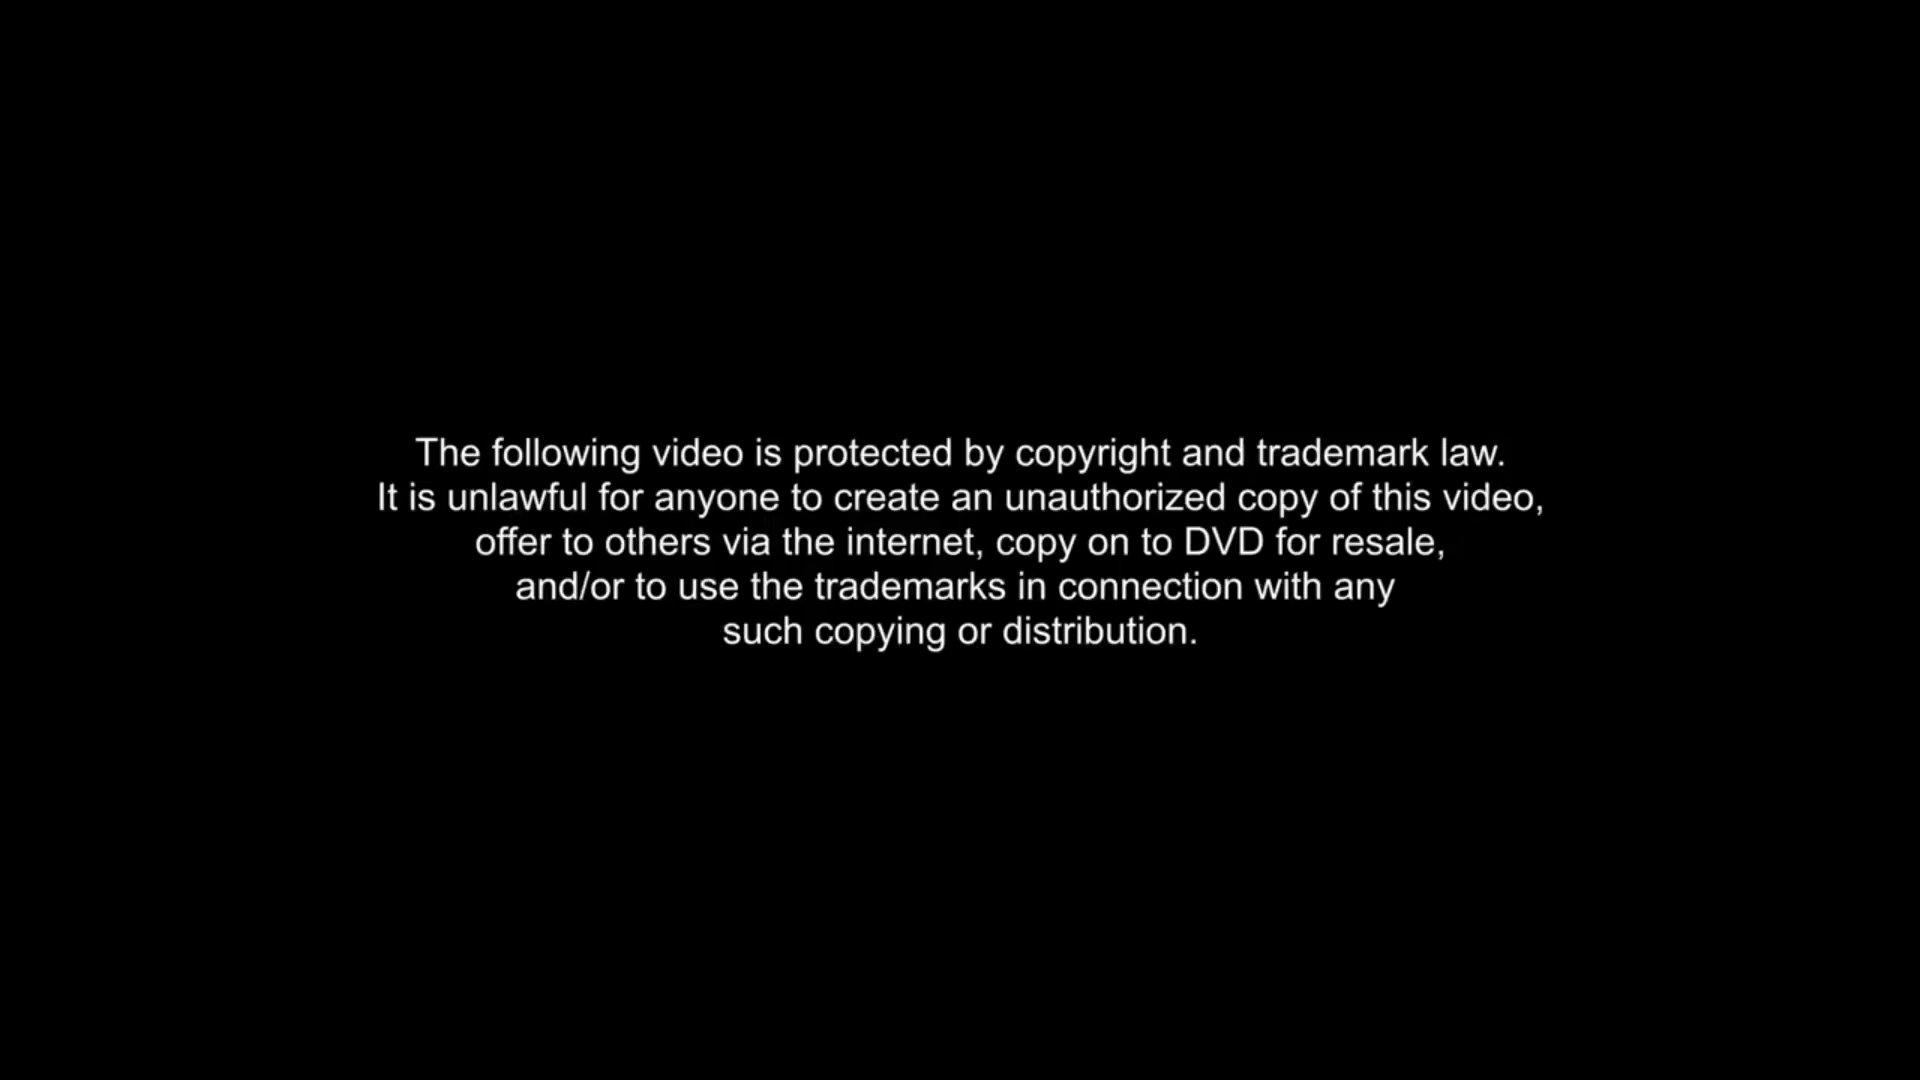 The following video is protected by copyright and trademark law.
It is unlawful for anyone to create an unauthorized copy of this video,
offer to others via the internet, copy on to DVD for resale,
and/or to use the trademarks in connection with any
such copying or distribution.